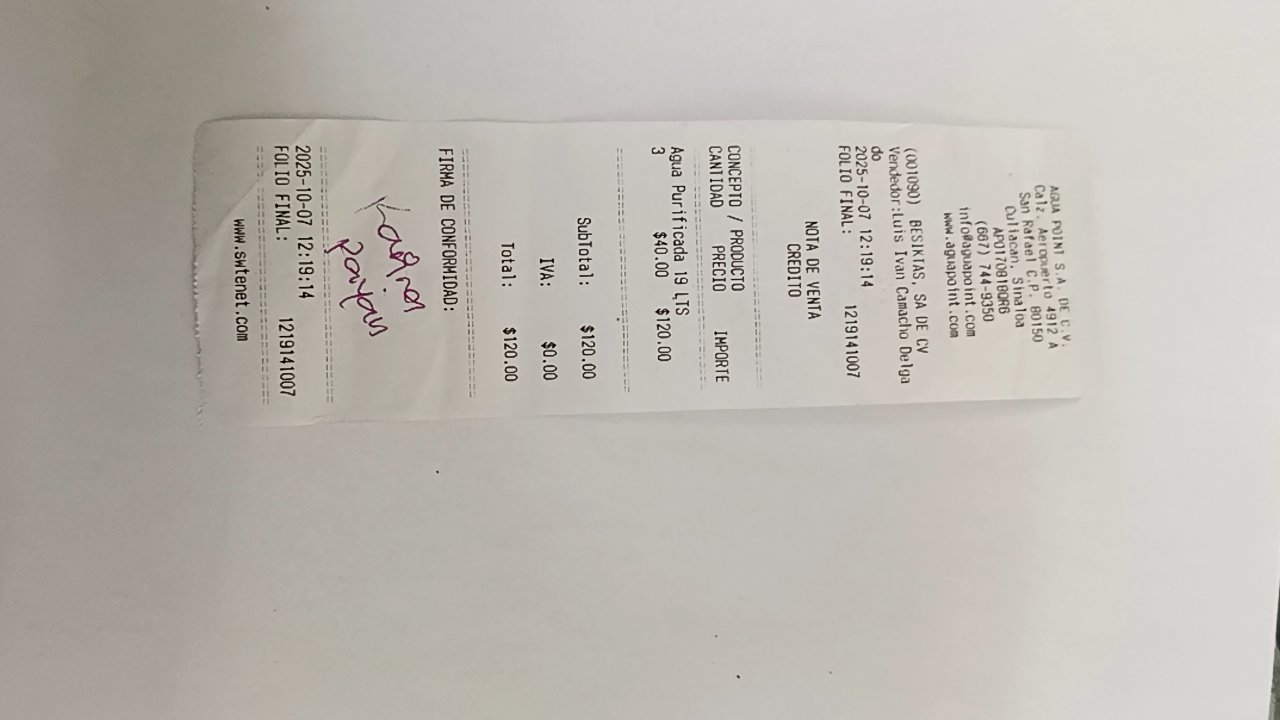 AGUA POINT S.A. DE C.V.
Calz. Aeropuerto 4912 A
San Rafael C.P. 80150
Culiacan, Sinaloa
APO170818QR6
(667) 744-9350
info@aguapoint.com
www.aguapoint.com
(001090) BESIKTAS, SA DE CV
Vendedor:Luis Ivan Camacho Delga
do
2025-10-07 12:19:14
FOLIO FINAL: 1219141007
NOTA DE VENTA
CREDITO
CONCEPTO / PRODUCTO
CANTIDAD PRECIO IMPORTE
Agua Purificada 19 LTS
3 $40.00 $120.00
SubTotal: $120.00
IVA: $0.00
Total: $120.00
FIRMA DE CONFORMIDAD:
Karina
2025-10-07 12:19:14
FOLIO FINAL: 1219141007
www.swtenet.com